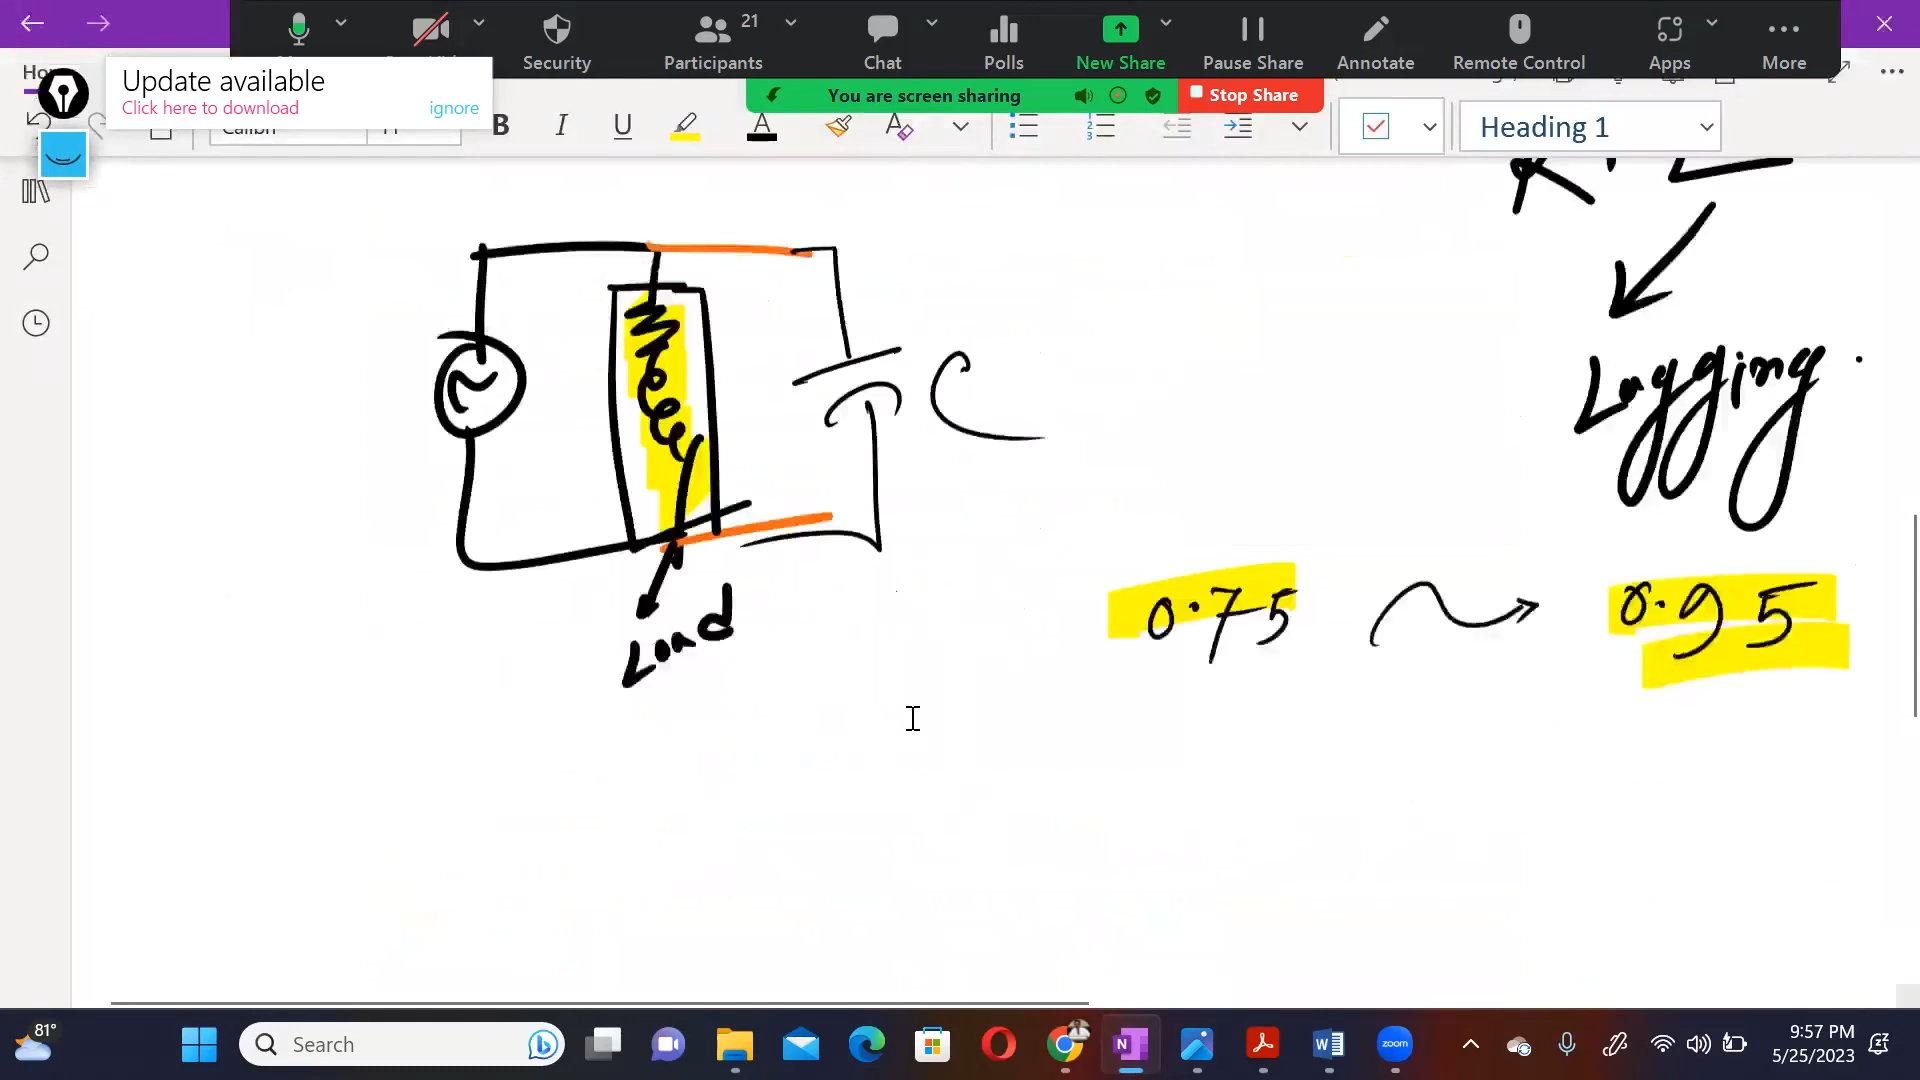 21
Security
Participants
Chat
Polls
New Share
Pause Share
Annotate
Remote Control
Apps
More
Update available
Click here to download
ignore
You are screen sharing
Stop Share
B
I
U
A
A
Heading 1
C
Lagging
Load
0.75
0.95
81°
Search
N
W
zoom
9:57 PM
5/25/2023